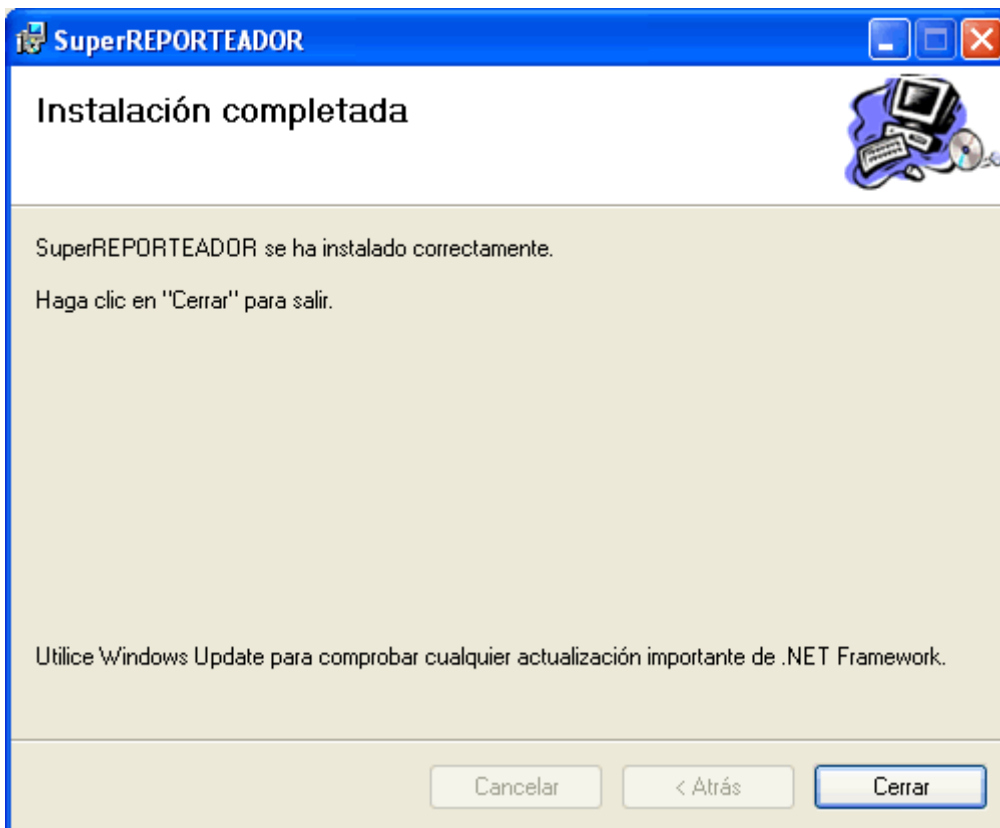 SuperREPORTEADOR
Instalación completada
SuperREPORTEADOR se ha instalado correctamente.
Haga clic en "Cerrar" para salir.
Utilice Windows Update para comprobar cualquier actualización importante de .NET Framework.
Cancelar
< Atrás
Cerrar